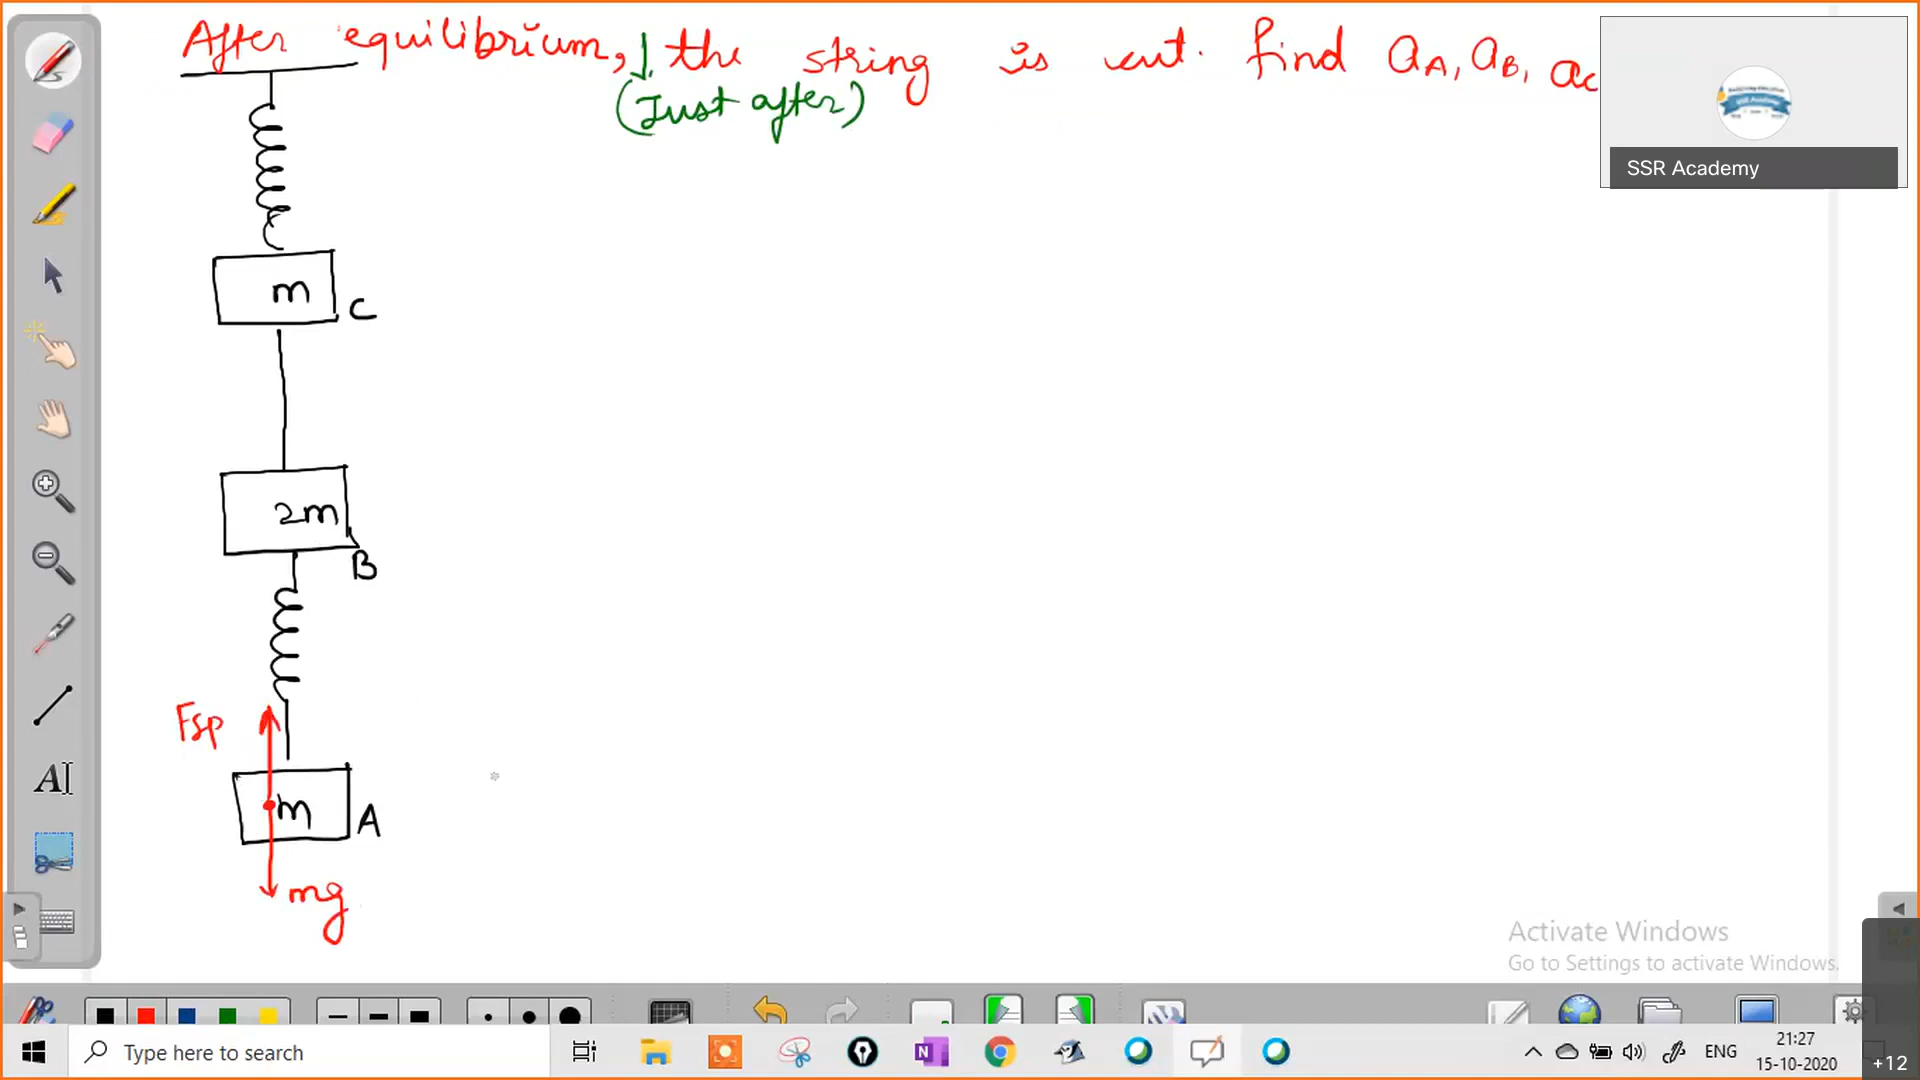 After equilibrium, the string is cut. find aA, aB, ac
(Just after)
SSR Academy
m
C
2m
B
Fsp
m
A
mg
Activate Windows
Go to Settings to activate Windows.
Type here to search
ENG
21:27
15-10-2020
+12